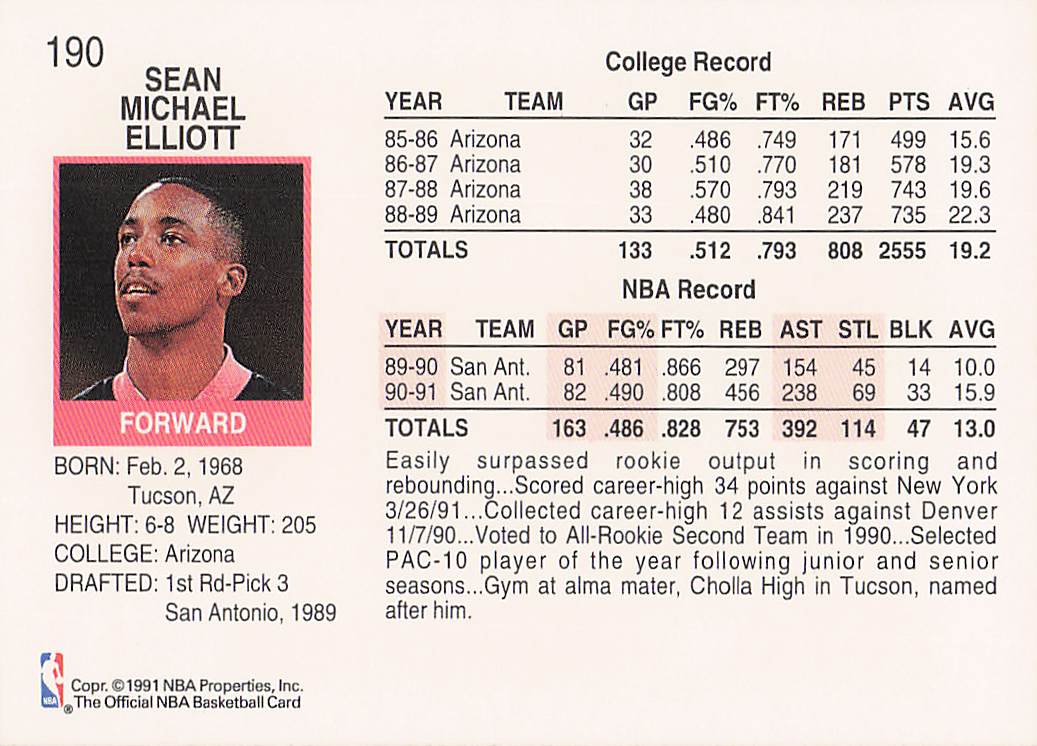 190
SEAN
MICHAEL
ELLIOTT
FORWARD
BORN: Feb. 2, 1968
Tucson, AZ
HEIGHT: 6-8 WEIGHT: 205
COLLEGE: Arizona
DRAFTED: 1st Rd-Pick 3
San Antonio, 1989
College Record
YEAR TEAM GP FG% FT% REB PTS AVG
85-86 Arizona 32 .486 .749 171 499 15.6
86-87 Arizona 30 .510 .770 181 578 19.3
87-88 Arizona 38 .570 .793 219 743 19.6
88-89 Arizona 33 .480 .841 237 735 22.3
TOTALS 133 .512 .793 808 2555 19.2
NBA Record
YEAR TEAM GP FG% FT% REB AST STL BLK AVG
89-90 San Ant. 81 .481 .866 297 154 45 14 10.0
90-91 San Ant. 82 .490 .808 456 238 69 33 15.9
TOTALS 163 .486 .828 753 392 114 47 13.0
Easily surpassed rookie output in scoring and
rebounding...Scored career-high 34 points against New York
3/26/91...Collected career-high 12 assists against Denver
11/7/90...Voted to All-Rookie Second Team in 1990...Selected
PAC-10 player of the year following junior and senior
seasons...Gym at alma mater, Cholla High in Tucson, named
after him.
NBA
®
Copr. ©1991 NBA Properties, Inc.
The Official NBA Basketball Card